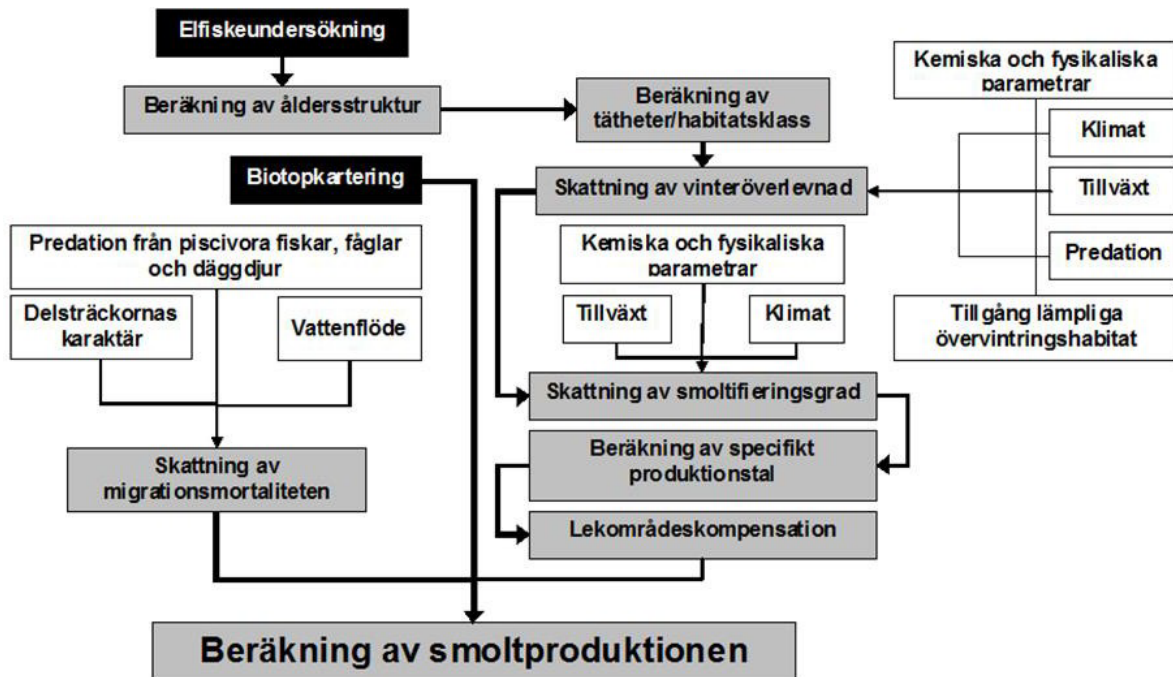 Elfiskeundersökning
Beräkning av åldersstruktur
Beräkning av
tätheter/habitatsklass
Kemiska och fysikaliska
parametrar
Klimat
Biotopkartering
Skattning av vinteröverlevnad
Tillväxt
Predation från piscivora fiskar, fåglar
och däggdjur
Kemiska och fysikaliska
parametrar
Predation
Delsträckornas
karaktär
Vattenflöde
Tillväxt
Klimat
Tillgång lämpliga
övervintringshabitat
Skattning av smoltifieringsgrad
Skattning av
migrationsmortaliteten
Beräkning av specifikt
produktionstal
Lekområdeskompensation
Beräkning av smoltproduktionen